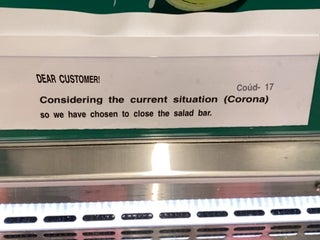 DEAR CUSTOMER!
Coúd- 17
Considering the current situation (Corona)
so we have chosen to close the salad bar.